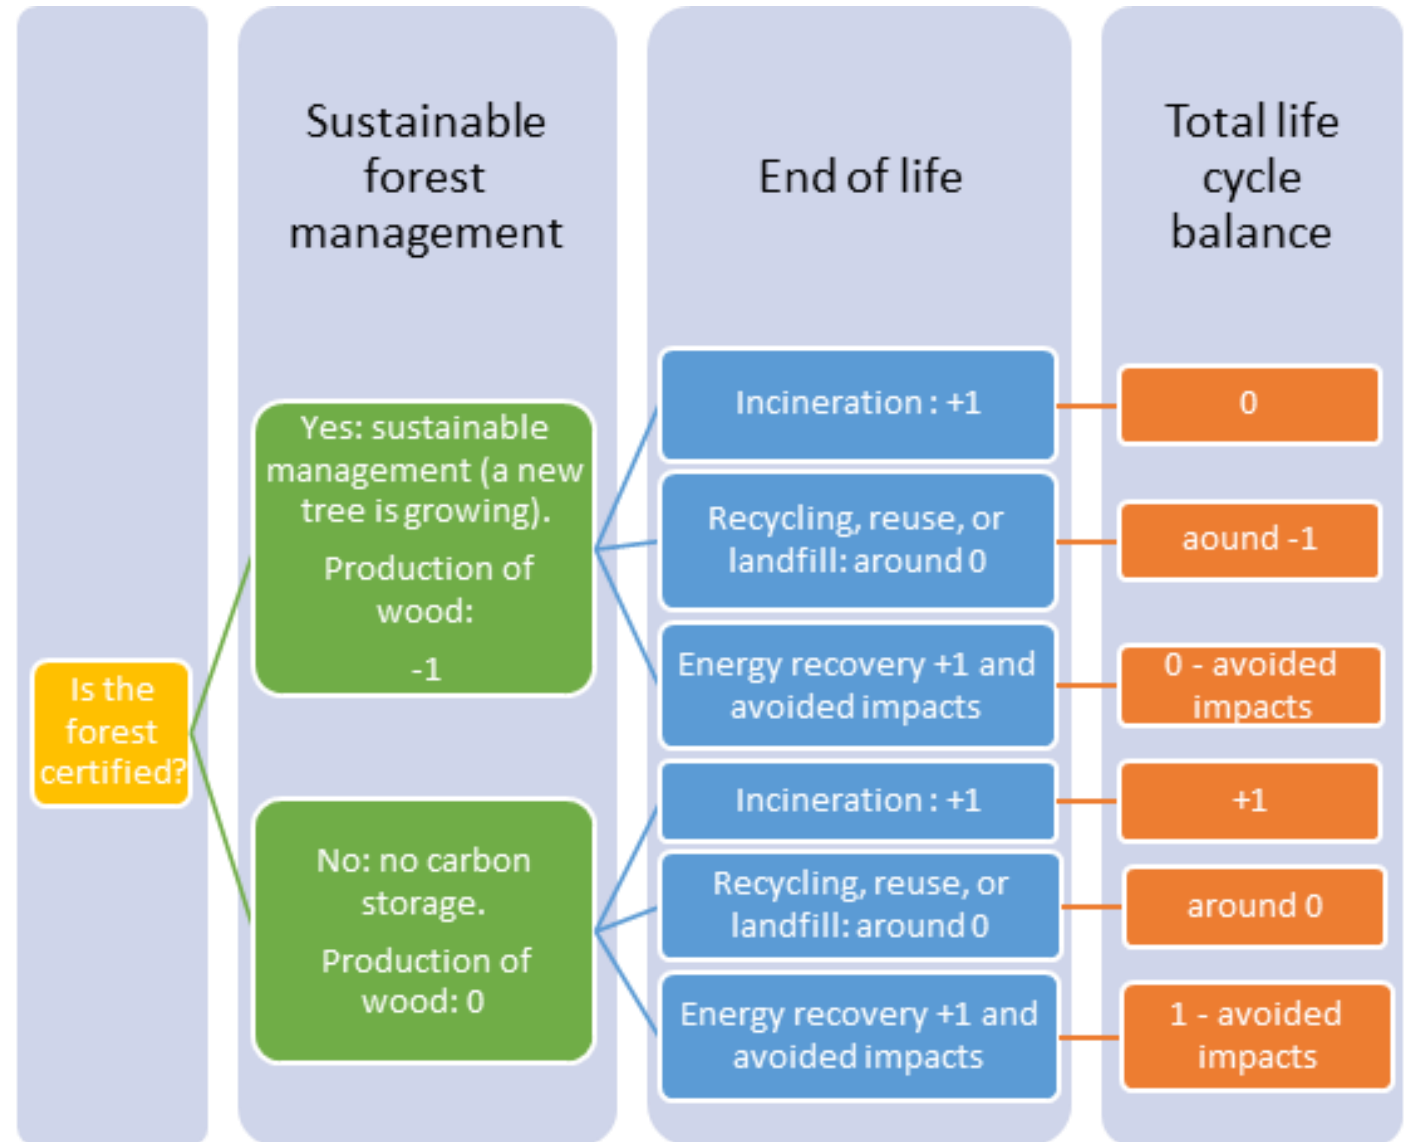 Sustainable
forest
management
End of life
Total life
cycle
balance
Is the
forest
certified?
Yes: sustainable
management (a new
tree is growing).
Production of
wood:
-1
Incineration : +1
0
Recycling, reuse, or
landfill: around 0
aound -1
Energy recovery +1 and
avoided impacts
0 - avoided
impacts
No: no carbon
storage.
Production of
wood: 0
Incineration : +1
+1
Recycling, reuse, or
landfill: around 0
around 0
Energy recovery +1 and
avoided impacts
1 - avoided
impacts